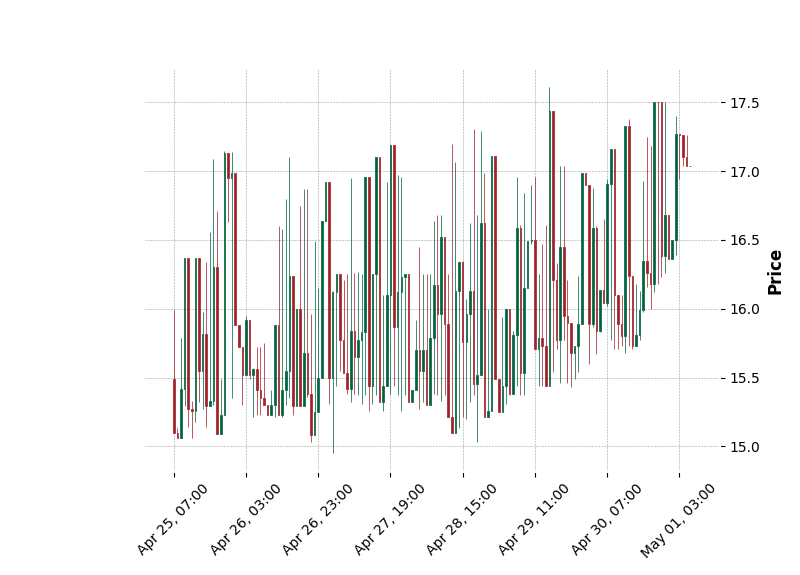 17.5
17.0
16.5
16.0
15.5
15.0
Price
Apr 25, 07:00
Apr 26, 03:00
Apr 26, 23:00
Apr 27, 19:00
Apr 28, 15:00
Apr 29, 11:00
Apr 30, 07:00
May 01, 03:00